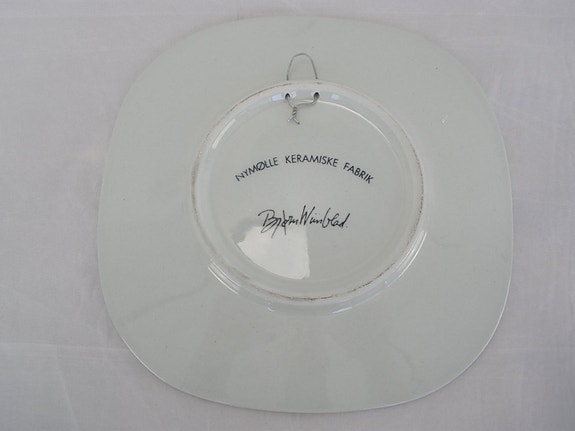 NYMØLLE KERAMISKE FABRIK
Bjørn Wiinblad